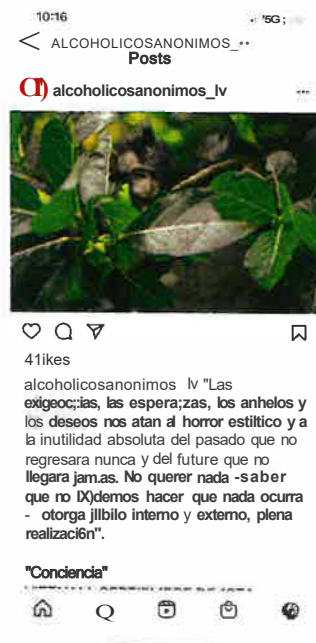 10:16
5G
ALCOHOLICOSANONIMOS_..
Posts
alcoholicosanonimos_lv
41ikes
alcoholicosanonimos lv "Las
exigeoc;:ias, las espera;zas, los anhelos y
los deseos nos atan al horror estiltico y a
la inutilidad absoluta del pasado que no
regresara nunca y del future que no
llegara jam.as. No querer nada -saber
que no IX)demos hacer que nada ocurra
- otorga jllbilo interno y externo, plena
realizaci6n".
"Conciencia"